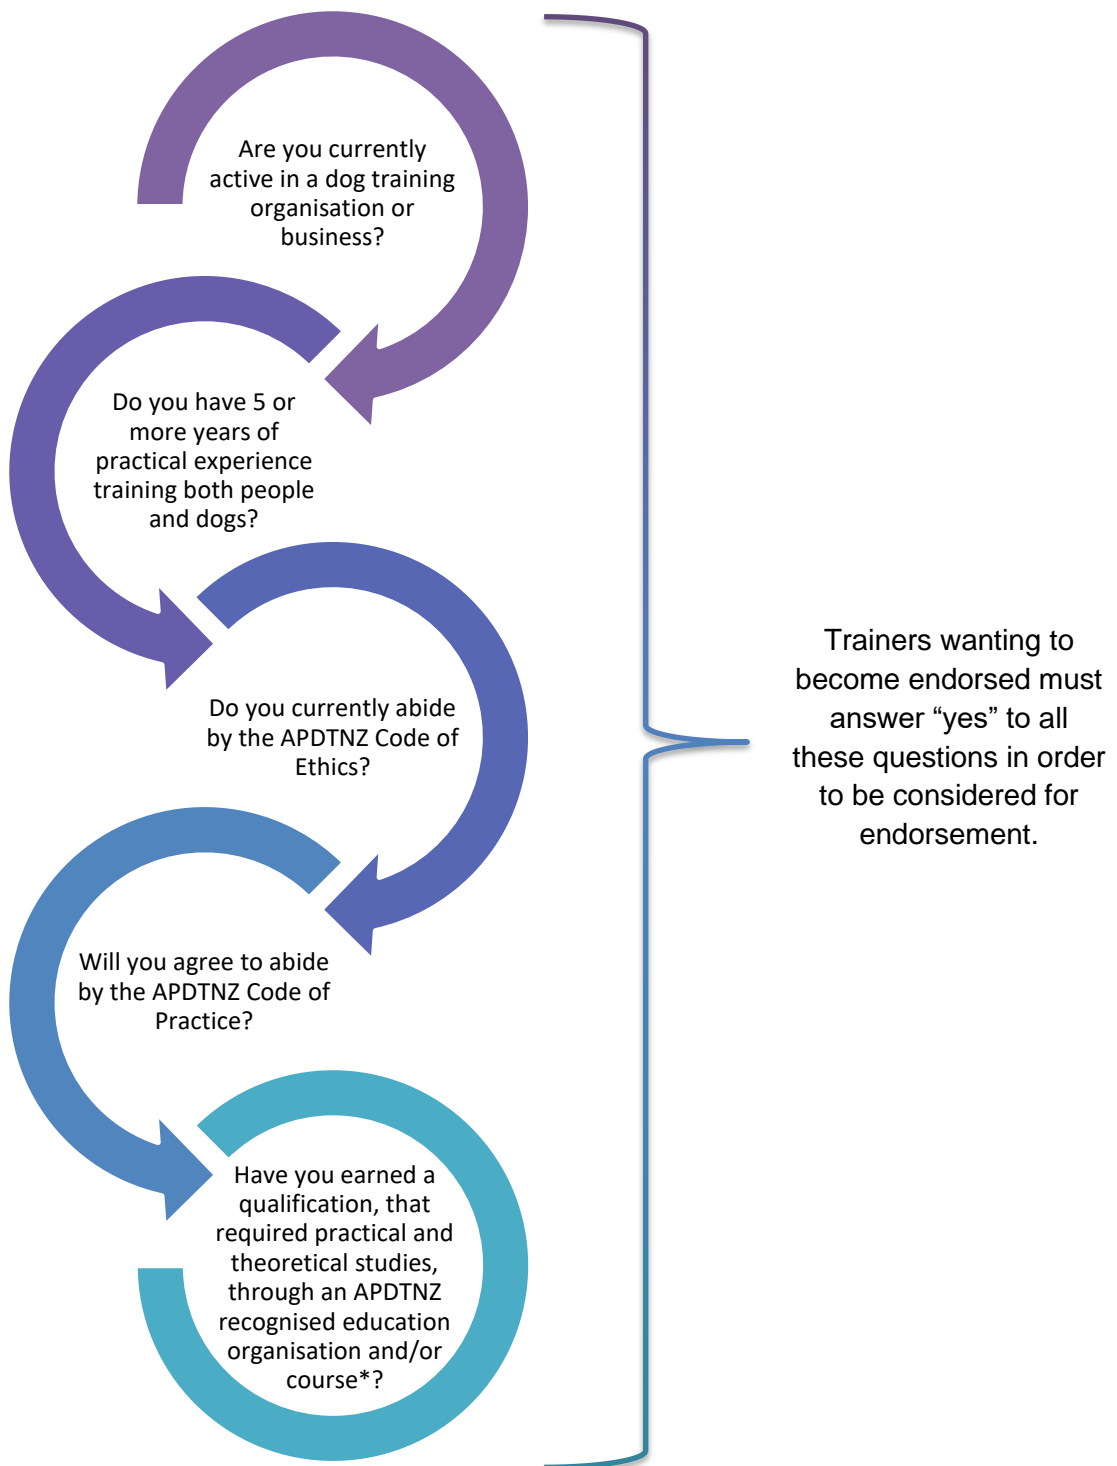 Are you currently
active in a dog training
organisation or
business?
Do you have 5 or
more years of
practical experience
training both people
and dogs?
Do you currently abide
by the APDTNZ Code of
Ethics?
Will you agree to abide
by the APDTNZ Code of
Practice?
Have you earned a
qualification, that
required practical and
theoretical studies,
through an APDTNZ
recognised education
organisation and/or
course*?
Trainers wanting to
become endorsed must
answer “yes” to all
these questions in order
to be considered for
endorsement.